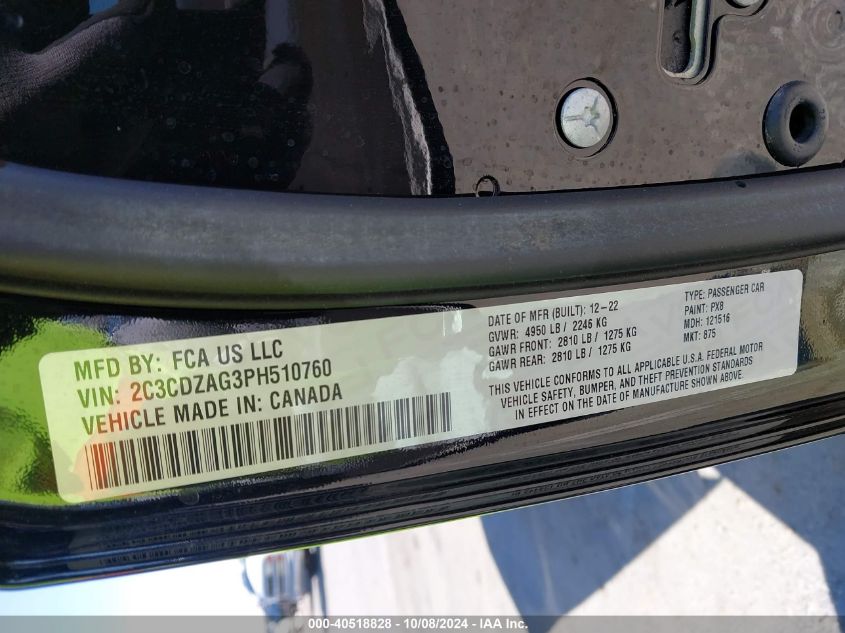 MFD BY: FCA US LLC
VIN: 2C3CDZAG3PH510760
VEHICLE MADE IN: CANADA
DATE OF MFR (BUILT): 12-22
GVWR: 4950 LB / 2246 KG
GAWR FRONT: 2810 LB / 1275 KG
GAWR REAR: 2810 LB / 1275 KG
TYPE: PASSENGER CAR
PAINT: PX8
MDH: 121516
MKT: 875
THIS VEHICLE CONFORMS TO ALL APPLICABLE U.S.A. FEDERAL MOTOR
VEHICLE SAFETY, BUMPER, AND THEFT PREVENTION STANDARDS
IN EFFECT ON THE DATE OF MANUFACTURE SHOWN ABOVE
000-40518828 - 10/08/2024 - IAAI.COM